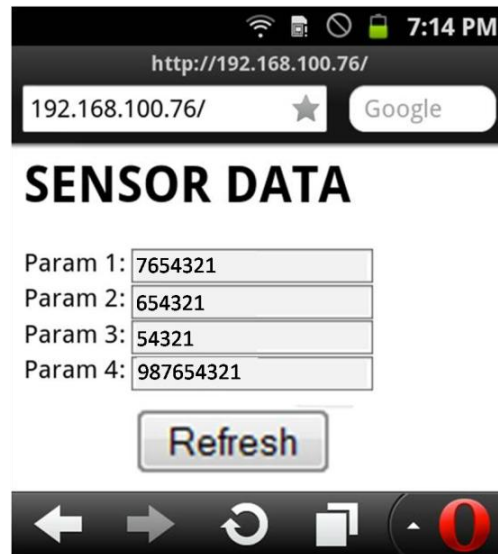 7:14 PM
http://192.168.100.76/
192.168.100.76/ Google
SENSOR DATA
Param 1: 7654321
Param 2: 654321
Param 3: 54321
Param 4: 987654321
Refresh